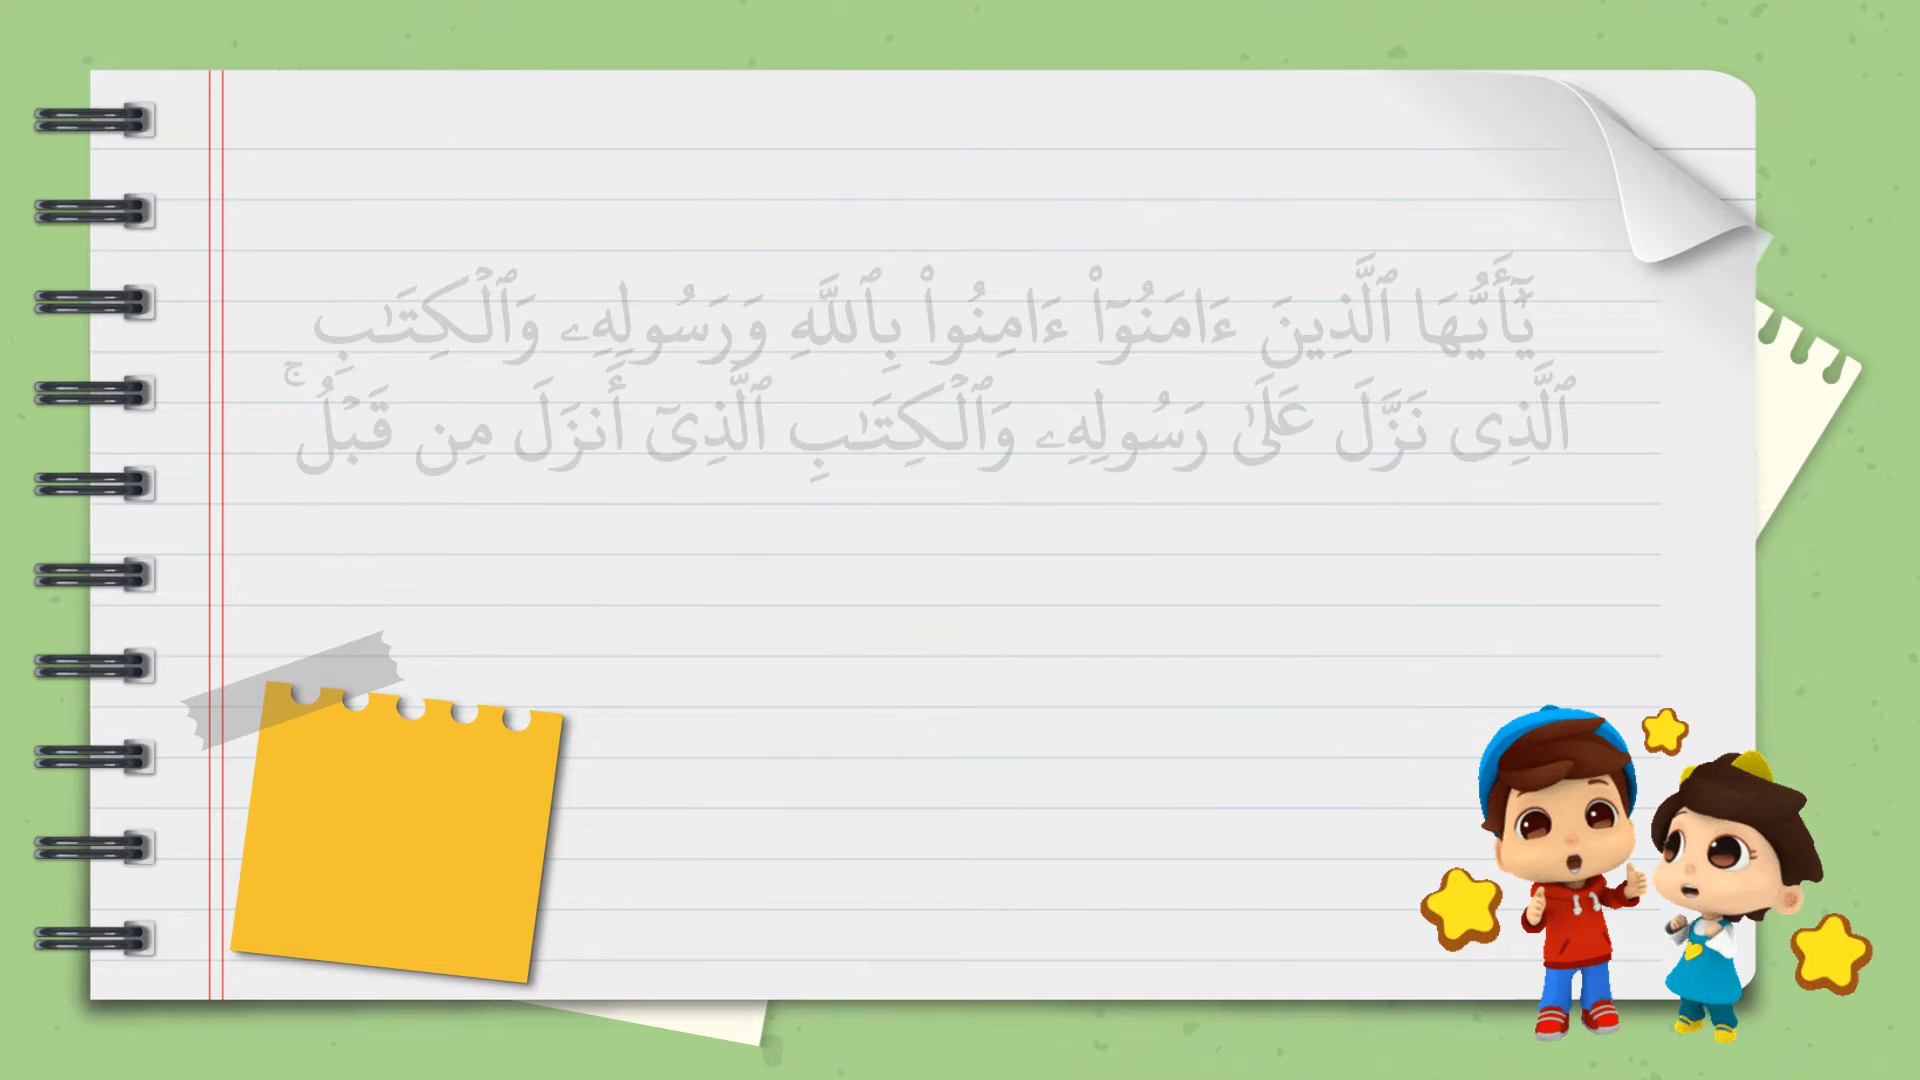 يَٰٓأَيُّهَا ٱلَّذِينَ ءَامَنُوٓا۟ ءَامِنُوا۟ بِٱللَّهِ وَرَسُولِهِۦ وَٱلْكِتَٰبِ
ٱلَّذِى نَزَّلَ عَلَىٰ رَسُولِهِۦ وَٱلْكِتَٰبِ ٱلَّذِىٓ أَنزَلَ مِن قَبْلُ ۚ